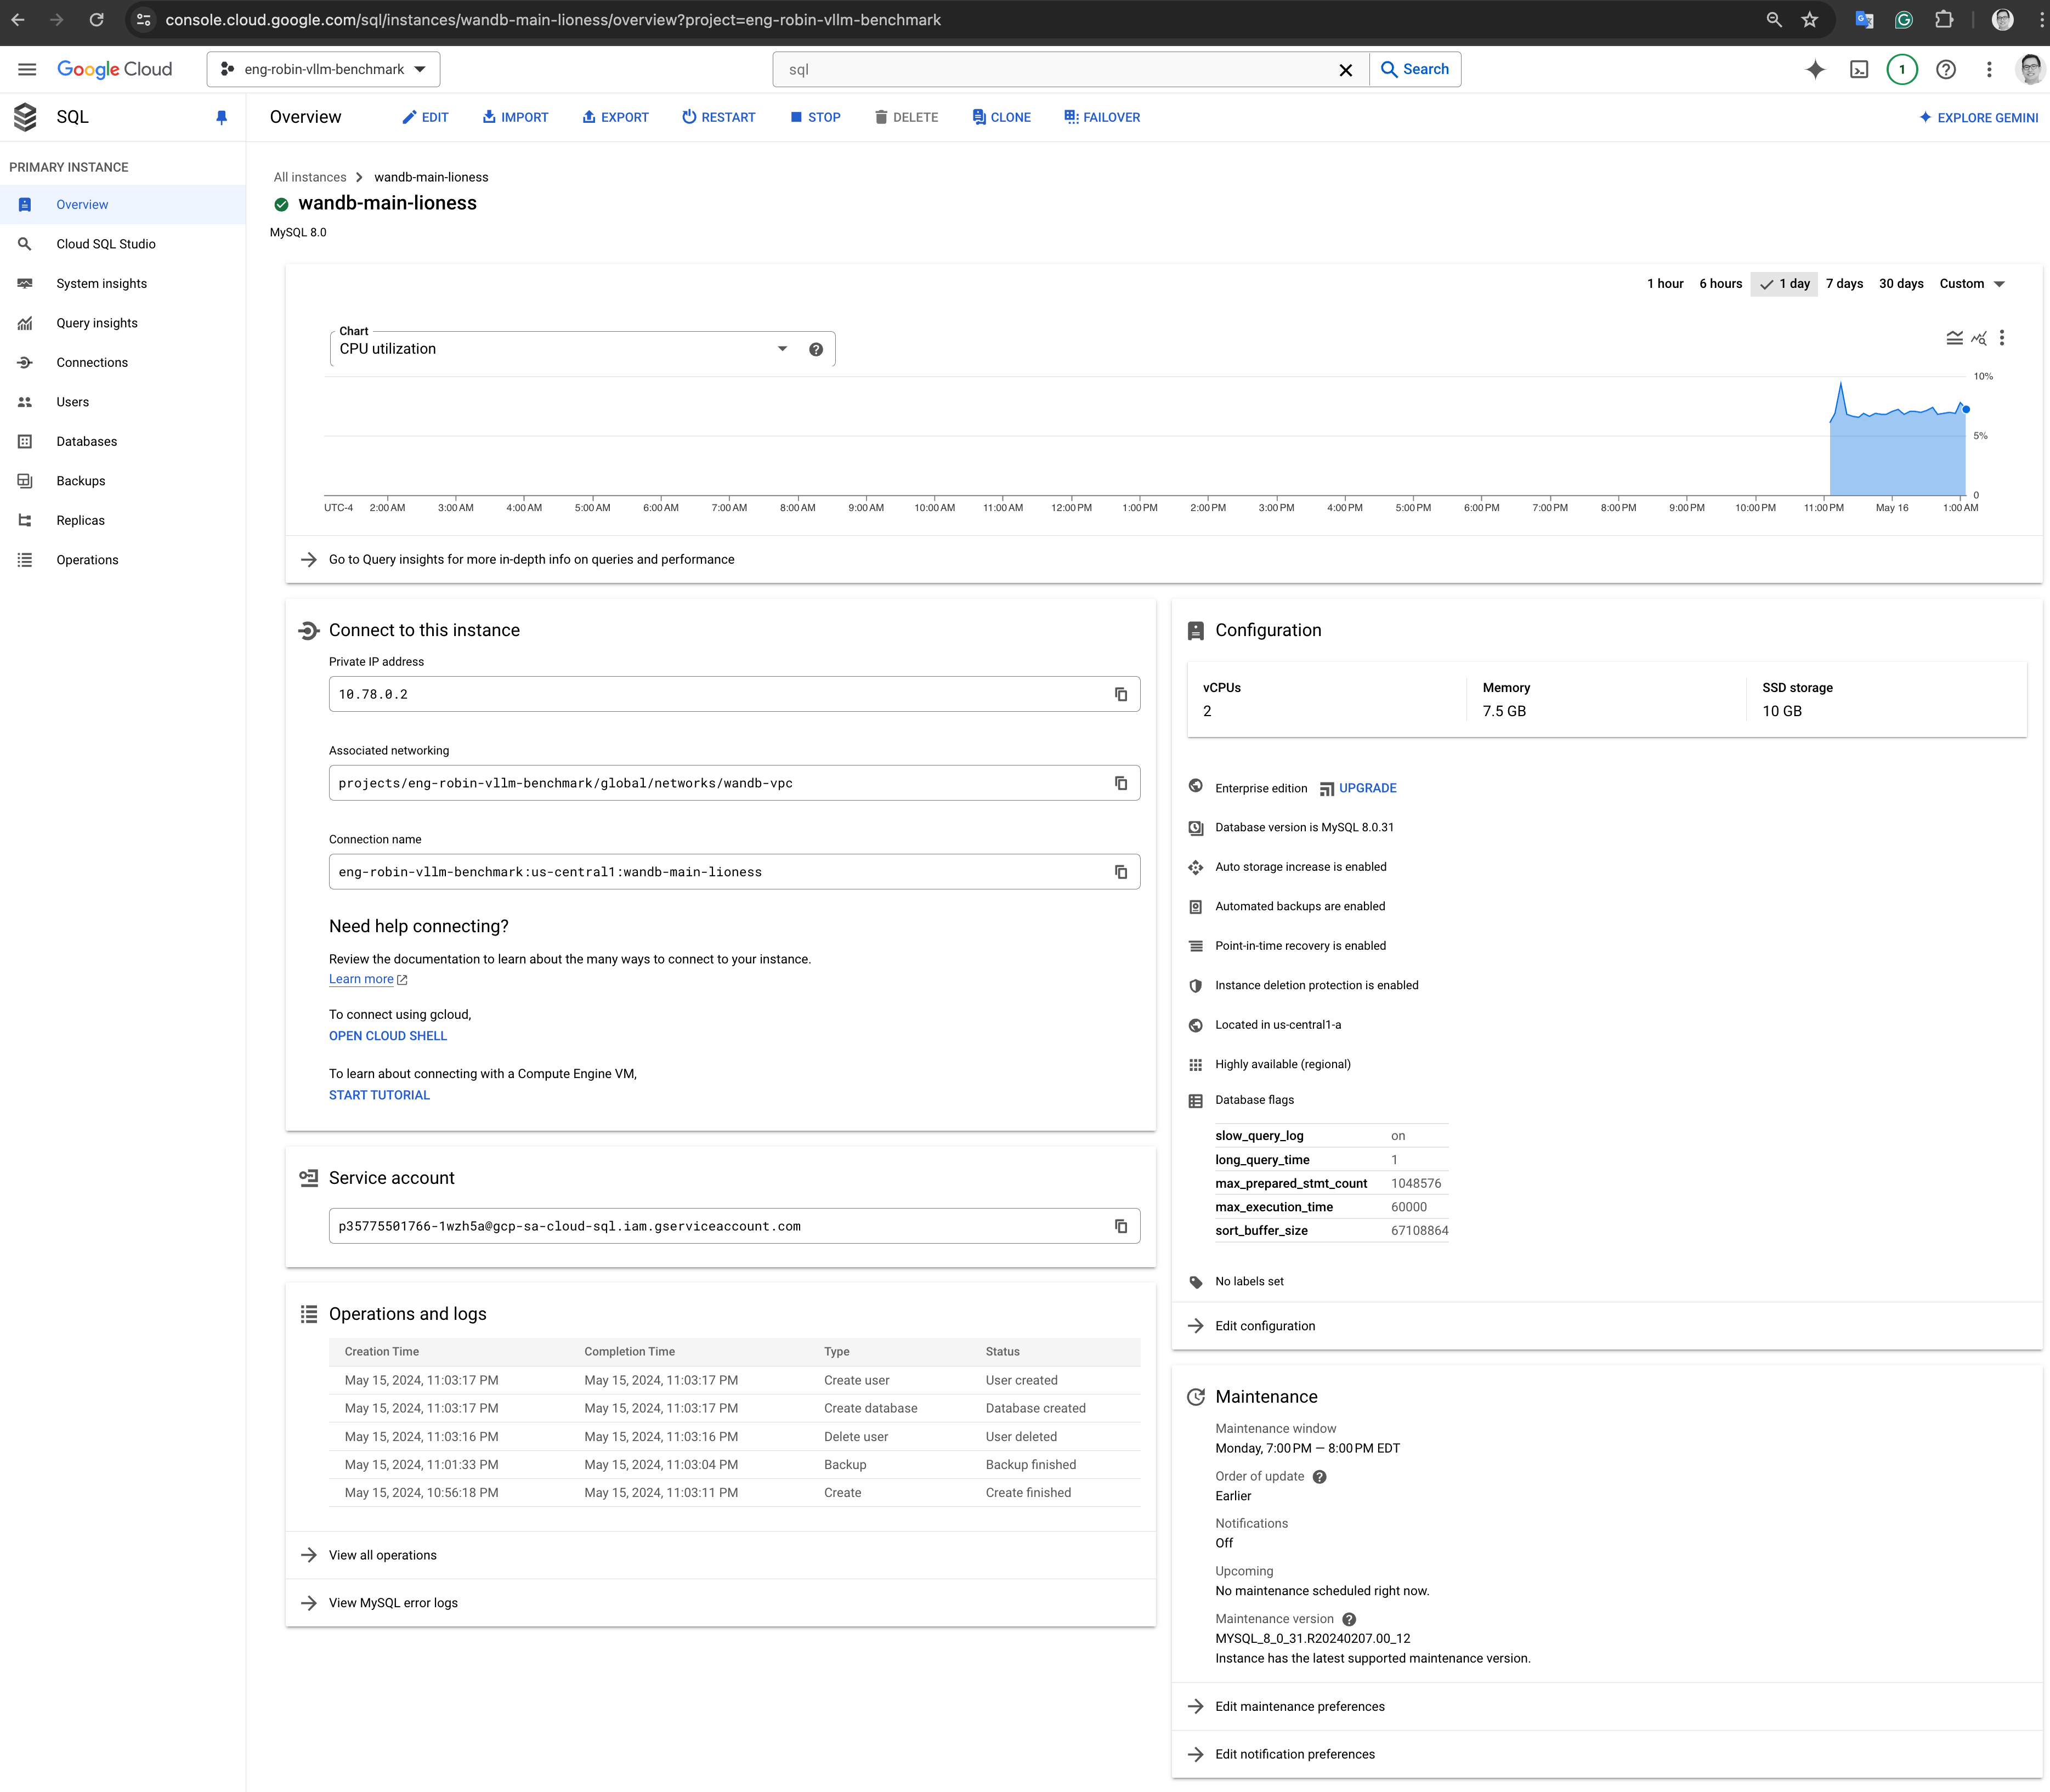 console.cloud.google.com/sql/instances/wandb-main-lioness/overview?project=eng-robin-vllm-benchmark
Google Cloud
eng-robin-vllm-benchmark
sql
Search
1
SQL
Overview
EDIT
IMPORT
EXPORT
RESTART
STOP
DELETE
CLONE
FAILOVER
EXPLORE GEMINI
PRIMARY INSTANCE
Overview
Cloud SQL Studio
System insights
Query insights
Connections
Users
Databases
Backups
Replicas
Operations
All instances
wandb-main-lioness
wandb-main-lioness
MySQL 8.0
1 hour
6 hours
1 day
7 days
30 days
Custom
Chart
CPU utilization
10%
5%
0
UTC-4
2:00 AM
3:00 AM
4:00 AM
5:00 AM
6:00 AM
7:00 AM
8:00 AM
9:00 AM
10:00 AM
11:00 AM
12:00 PM
1:00 PM
2:00 PM
3:00 PM
4:00 PM
5:00 PM
6:00 PM
7:00 PM
8:00 PM
9:00 PM
10:00 PM
11:00 PM
May 16
1:00 AM
Go to Query insights for more in-depth info on queries and performance
Connect to this instance
Private IP address
10.78.0.2
Associated networking
projects/eng-robin-vllm-benchmark/global/networks/wandb-vpc
Connection name
eng-robin-vllm-benchmark:us-central1:wandb-main-lioness
Need help connecting?
Review the documentation to learn about the many ways to connect to your instance.
Learn more
To connect using gcloud,
OPEN CLOUD SHELL
To learn about connecting with a Compute Engine VM,
START TUTORIAL
Service account
p35775501766-1wzh5a@gcp-sa-cloud-sql.iam.gserviceaccount.com
Operations and logs
Creation Time Completion Time Type Status
May 15, 2024, 11:03:17 PM May 15, 2024, 11:03:17 PM Create user User created
May 15, 2024, 11:03:17 PM May 15, 2024, 11:03:17 PM Create database Database created
May 15, 2024, 11:03:16 PM May 15, 2024, 11:03:16 PM Delete user User deleted
May 15, 2024, 11:01:33 PM May 15, 2024, 11:03:04 PM Backup Backup finished
May 15, 2024, 10:56:18 PM May 15, 2024, 11:03:11 PM Create Create finished
View all operations
View MySQL error logs
Configuration
vCPUs
2
Memory
7.5 GB
SSD storage
10 GB
Enterprise edition
UPGRADE
Database version is MySQL 8.0.31
Auto storage increase is enabled
Automated backups are enabled
Point-in-time recovery is enabled
Instance deletion protection is enabled
Located in us-central1-a
Highly available (regional)
Database flags
slow_query_log on
long_query_time 1
max_prepared_stmt_count 1048576
max_execution_time 60000
sort_buffer_size 67108864
No labels set
Edit configuration
Maintenance
Maintenance window
Monday, 7:00 PM – 8:00 PM EDT
Order of update
Earlier
Notifications
Off
Upcoming
No maintenance scheduled right now.
Maintenance version
MYSQL_8_0_31.R20240207.00_12
Instance has the latest supported maintenance version.
Edit maintenance preferences
Edit notification preferences